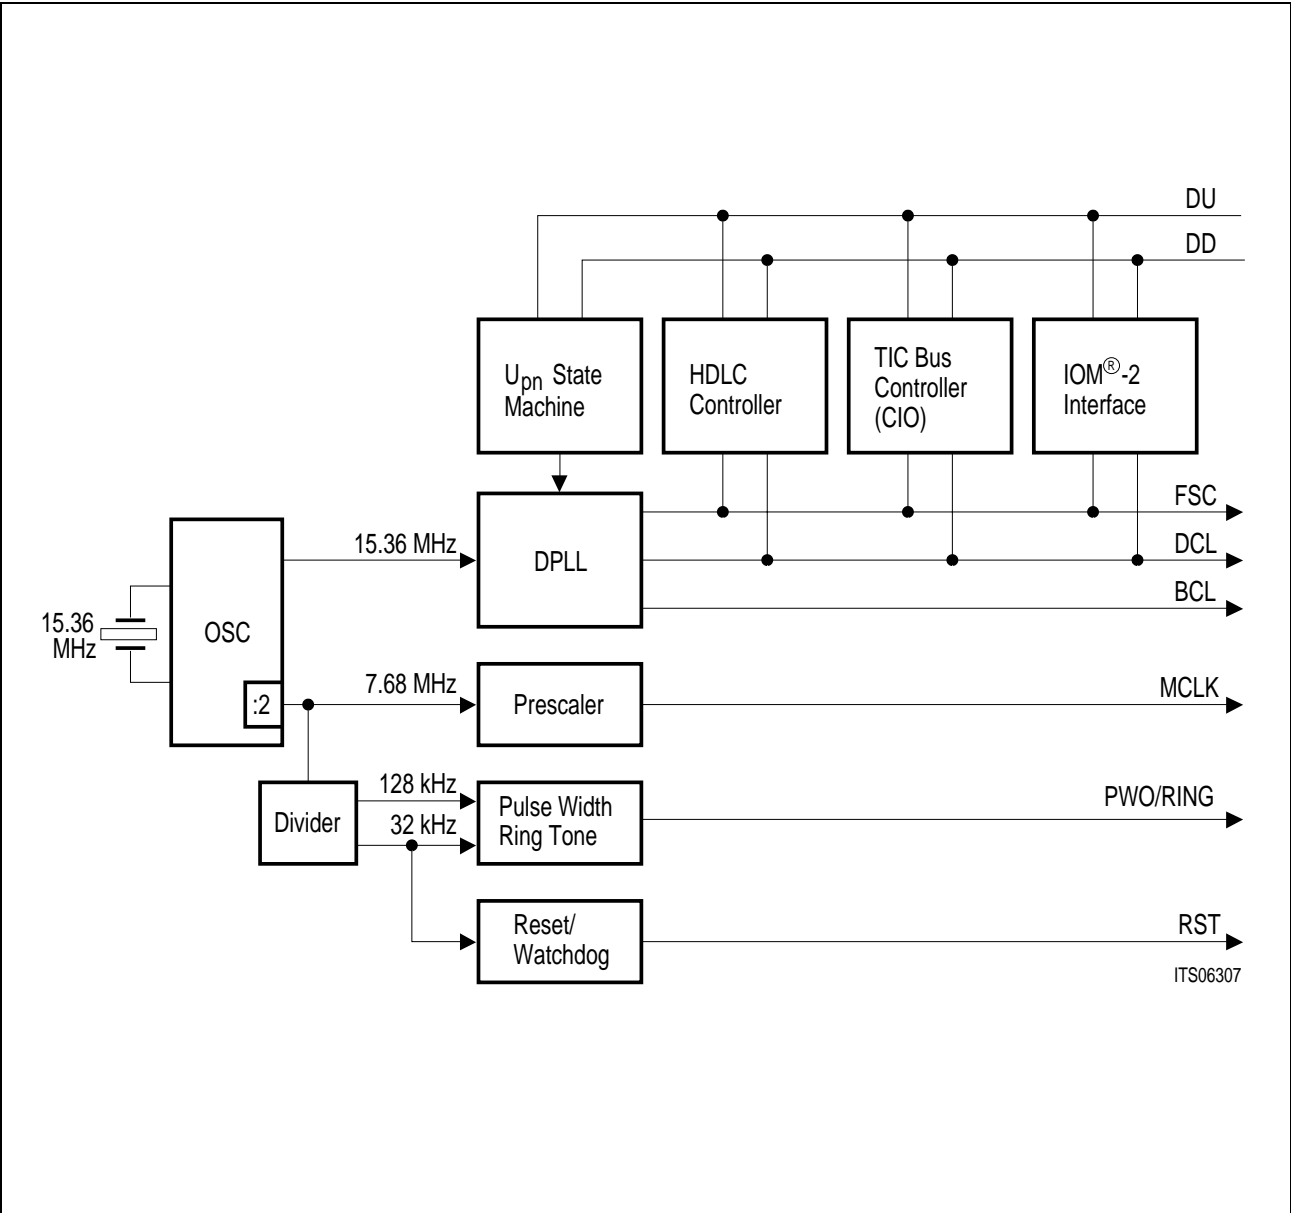 DU
DD
Upn State
Machine
HDLC
Controller
TIC Bus
Controller
(CIO)
IOM®-2
Interface
FSC
15.36 MHz
DPLL
DCL
BCL
15.36
MHz
OSC
:2
7.68 MHz
Prescaler
MCLK
Divider
128 kHz
32 kHz
Pulse Width
Ring Tone
PWO/RING
Reset/
Watchdog
RST
ITS06307